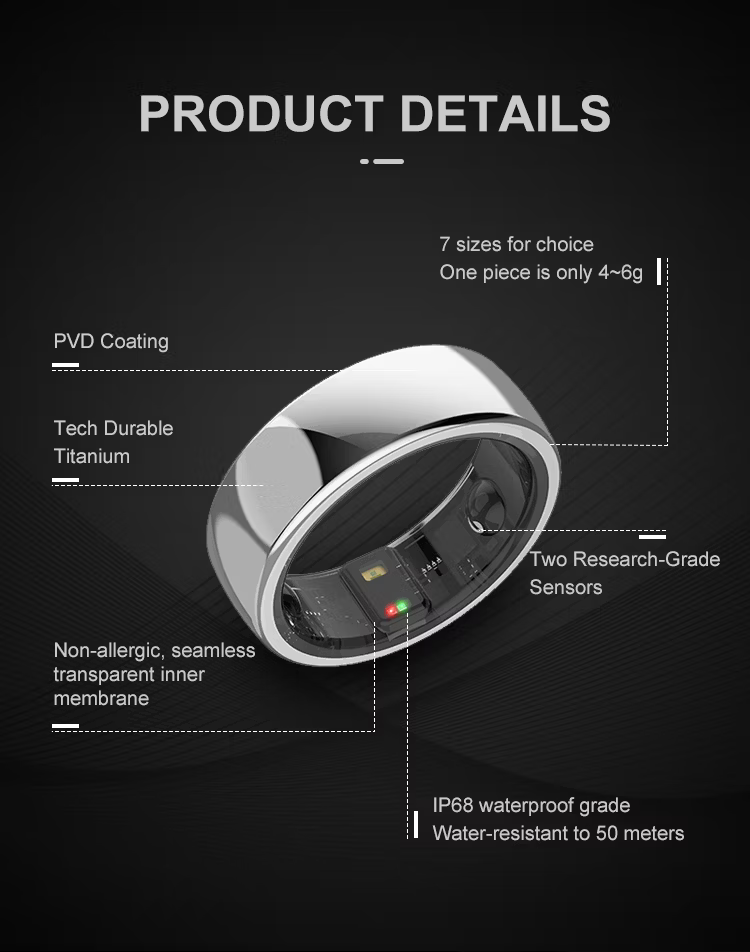 PRODUCT DETAILS
7 sizes for choice
One piece is only 4~6g
PVD Coating
Tech Durable
Titanium
Two Research-Grade
Sensors
Non-allergic, seamless
transparent inner
membrane
IP68 waterproof grade
Water-resistant to 50 meters